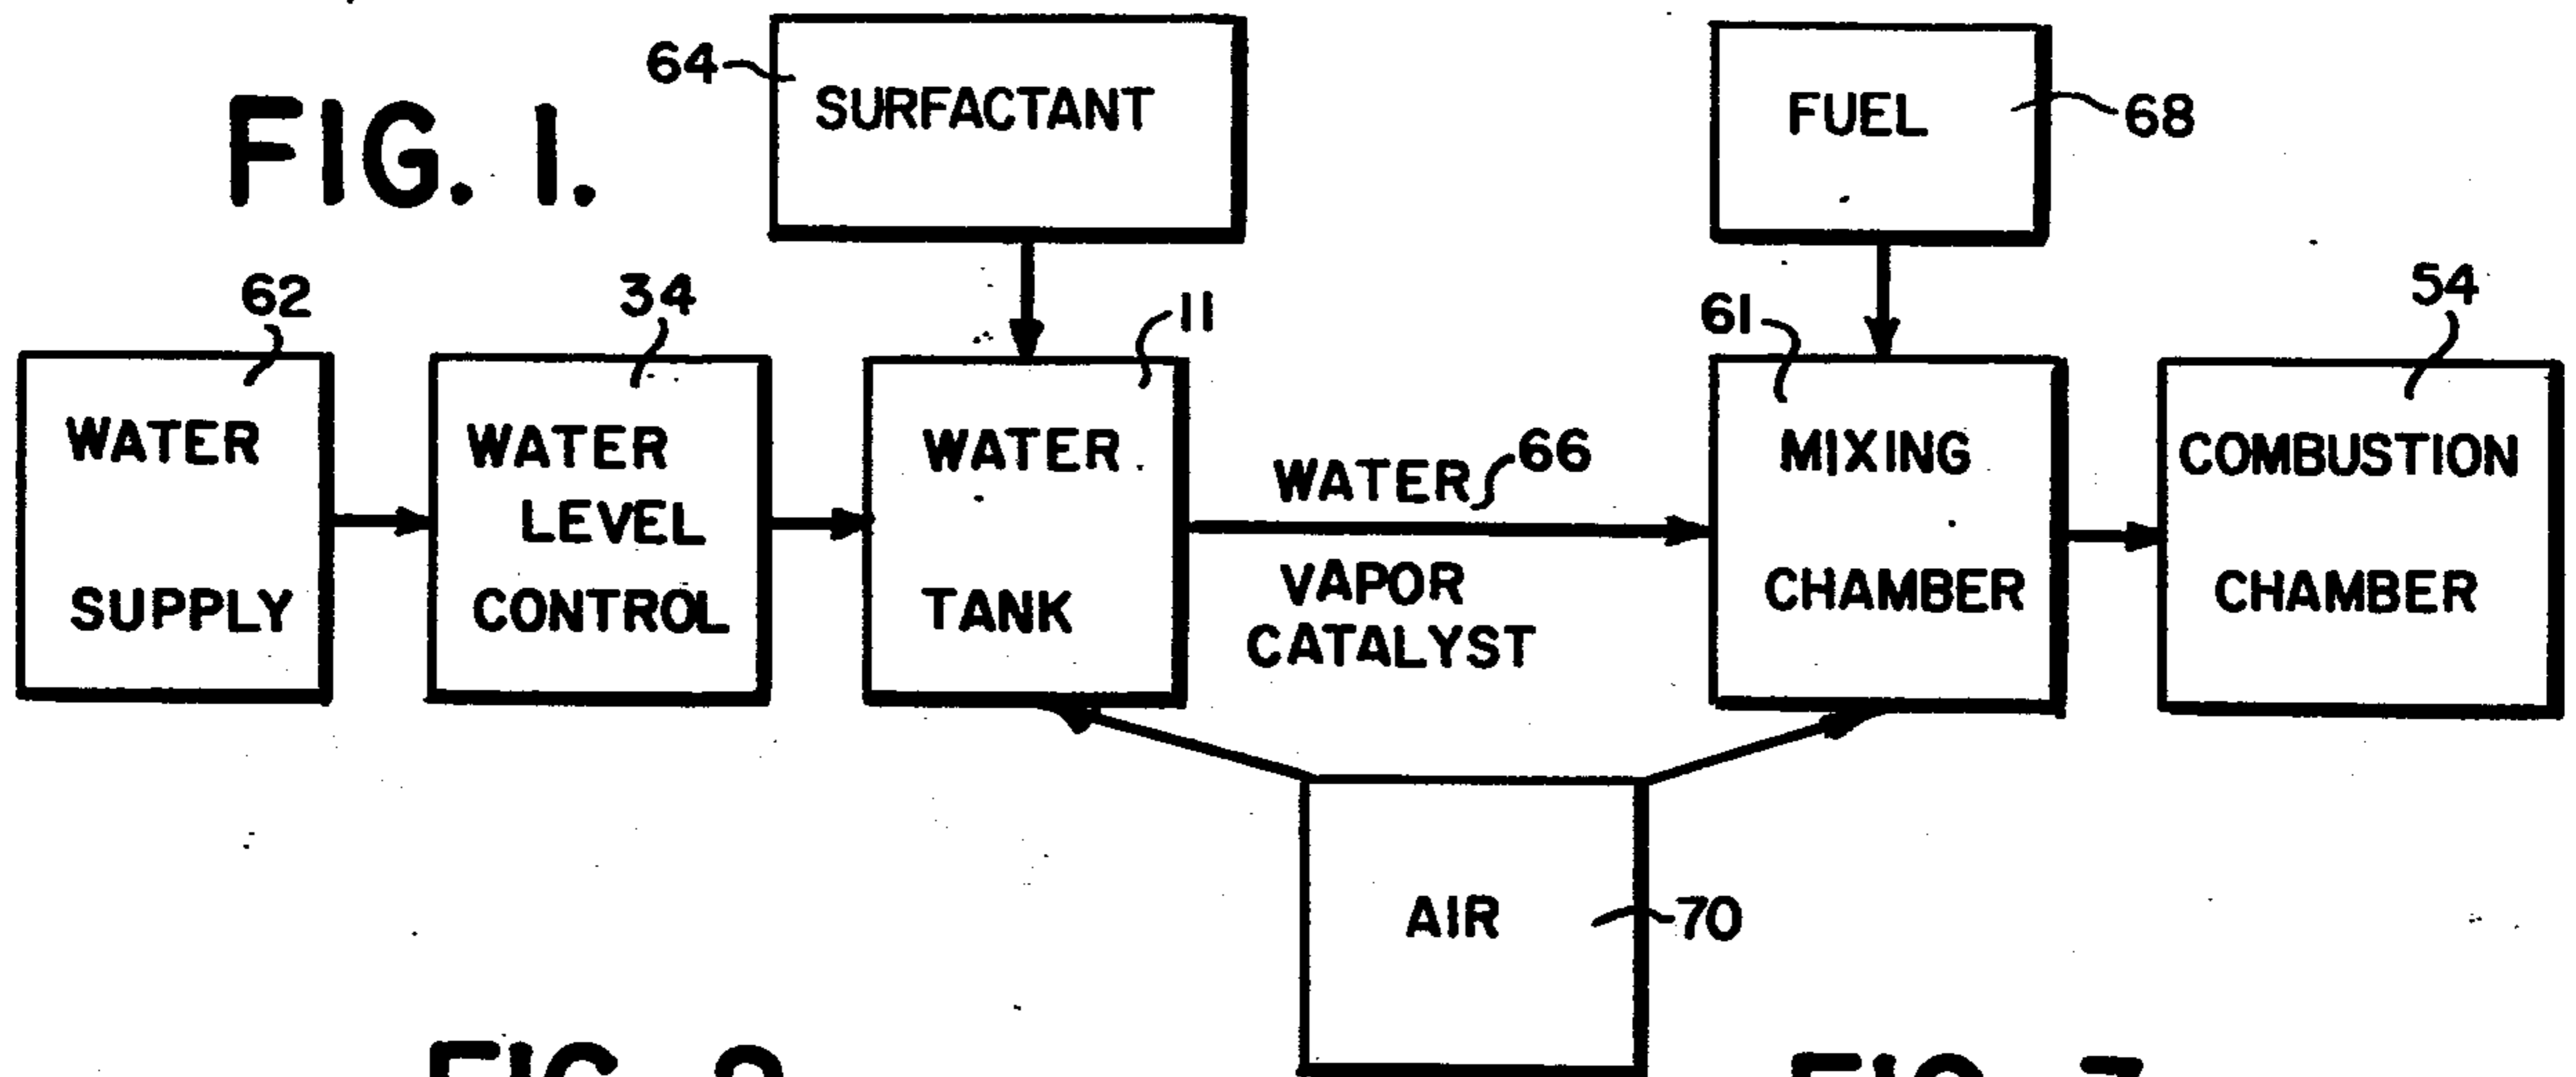 FIG. 1.
64
SURFACTANT
FUEL
68
62
34
11
61
54
WATER
SUPPLY
WATER
LEVEL
CONTROL
WATER
TANK
WATER
66
VAPOR
CATALYST
MIXING
CHAMBER
COMBUSTION
CHAMBER
AIR
70